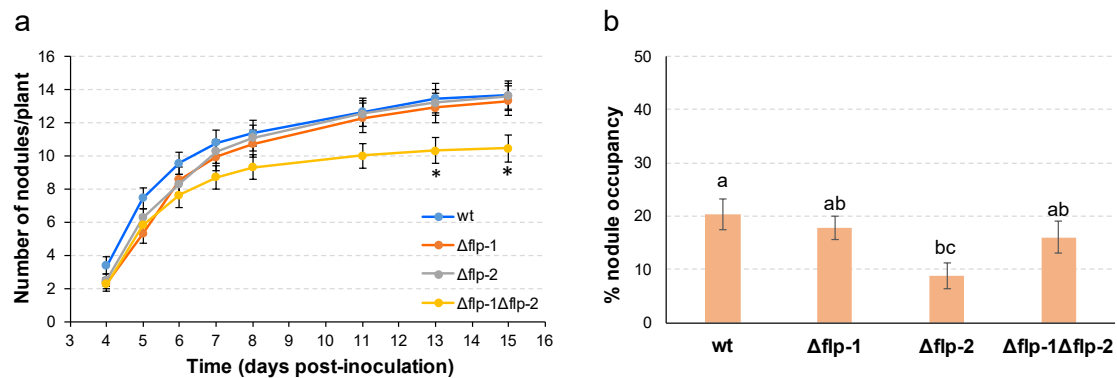 a
Number of nodules/plant
16
14
12
10
8
6
4
2
0
3 4 5 6 7 8 9 10 11 12 13 14 15 16
Time (days post-inoculation)
* *
wt
Δflp-1
Δflp-2
Δflp-1Δflp-2
b
% nodule occupancy
50
40
30
20
10
0
a ab bc ab
wt Δflp-1 Δflp-2 Δflp-1Δflp-2